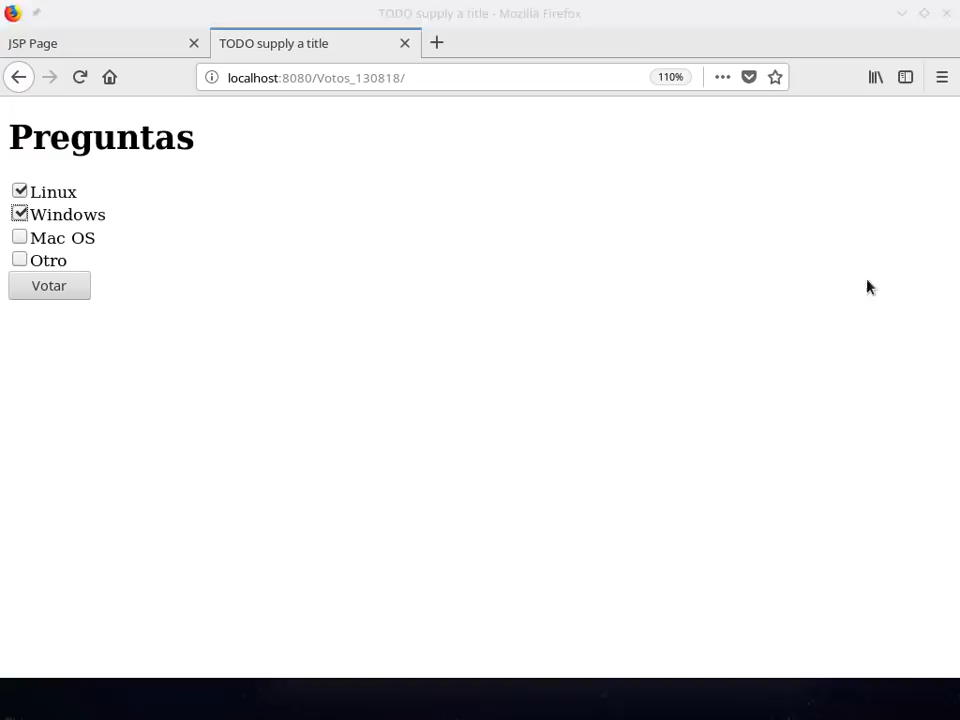 TODO supply a title - Mozilla Firefox
JSP Page
TODO supply a title
localhost:8080/Votos_130818/
110%
Preguntas
Linux
Windows
Mac OS
Otro
Votar